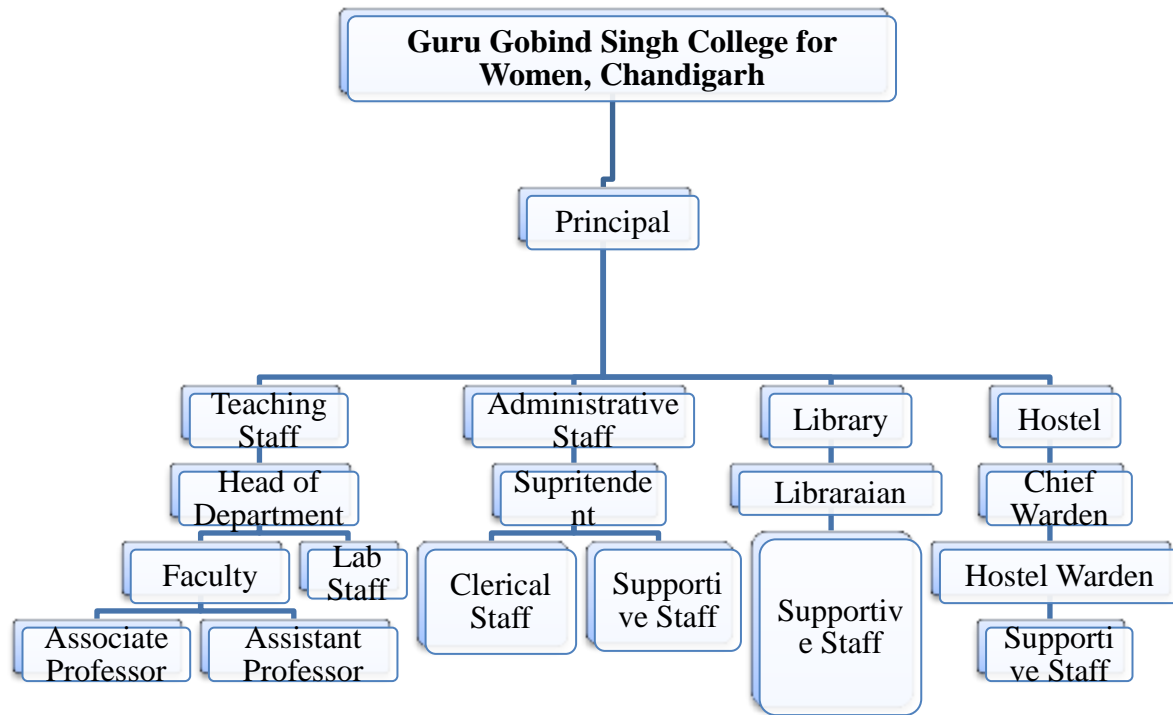 Guru Gobind Singh College for
Women, Chandigarh
Principal
Teaching
Staff
Administrative
Staff
Library
Hostel
Head of
Department
Supritende
nt
Libraraian
Chief
Warden
Faculty
Lab
Staff
Clerical
Staff
Supporti
ve Staff
Supportiv
e Staff
Hostel Warden
Associate
Professor
Assistant
Professor
Supporti
ve Staff